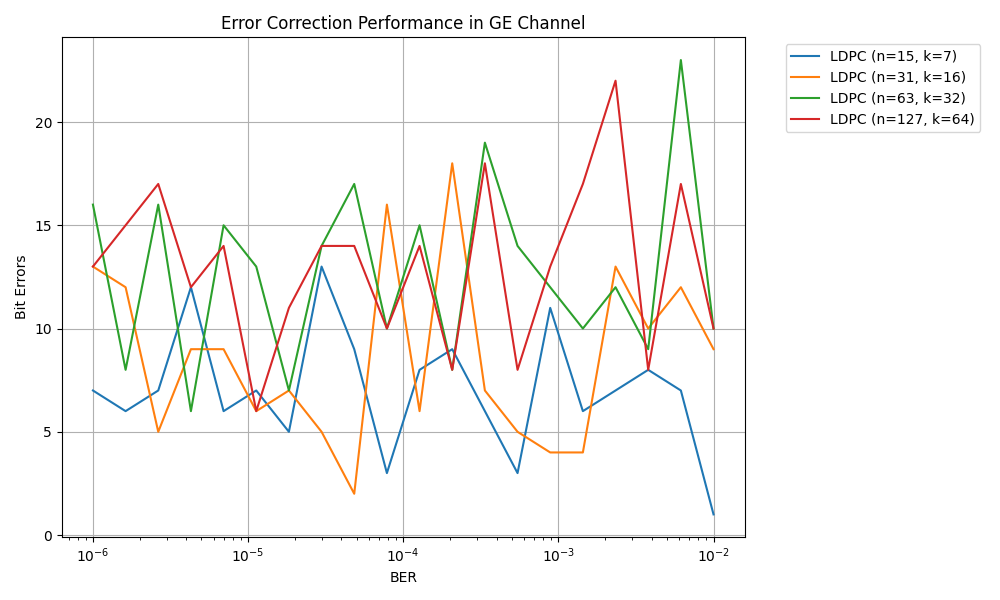 Error Correction Performance in GE Channel
LDPC (n=15, k=7)
LDPC (n=31, k=16)
LDPC (n=63, k=32)
LDPC (n=127, k=64)
Bit Errors
20
15
10
5
0
10⁻⁶ 10⁻⁵ 10⁻⁴ 10⁻³ 10⁻²
BER